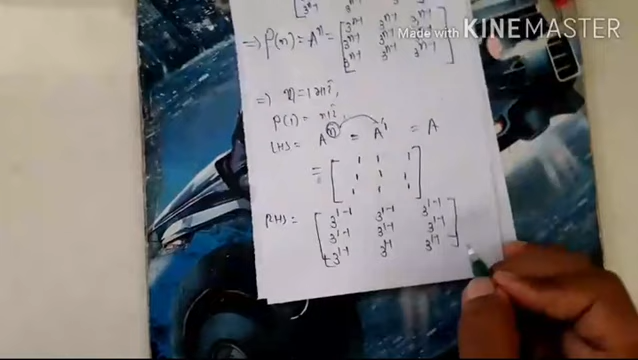 3ⁿ⁻¹
Made with KINEMASTER
⇒ P(n) = Aⁿ = [ 3ⁿ⁻¹ 3ⁿ⁻¹ 3ⁿ⁻¹
3ⁿ⁻¹ 3ⁿ⁻¹ 3ⁿ⁻¹
3ⁿ⁻¹ 3ⁿ⁻¹ 3ⁿ⁻¹ ]
P(1)
LHS = Aⁿ = A¹ = A
= [ 1 1 1
1 1 1
1 1 1 ]
RHS = [ 3¹⁻¹ 3¹⁻¹ 3¹⁻¹
3¹⁻¹ 3¹⁻¹ 3¹⁻¹
3¹⁻¹ 3¹⁻¹ 3¹⁻¹ ]